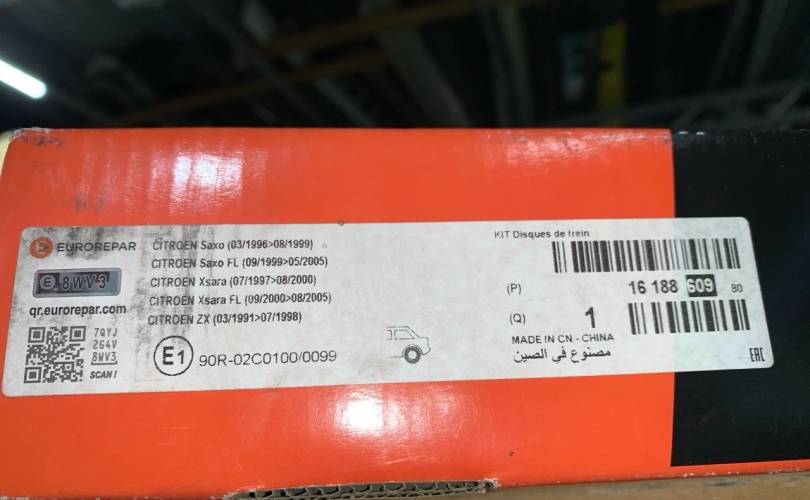 EUROREPAR
8WV3
qr.eurorepar.com
7QYJ
2G4V
8WV3
SCAN!
CITROEN Saxo (03/1996>08/1999)
CITROEN Saxo FL (09/1999>05/2005)
CITROEN Xsara (07/1997>08/2000)
CITROEN Xsara FL (09/2000>08/2005)
CITROEN ZX (03/1991>07/1998)
E1 90R-02C0100/0099
KIT Disques de frein
(P) 16 188 609 80
(Q) 1
MADE IN CN - CHINA
مصنوع في الصين
EAC